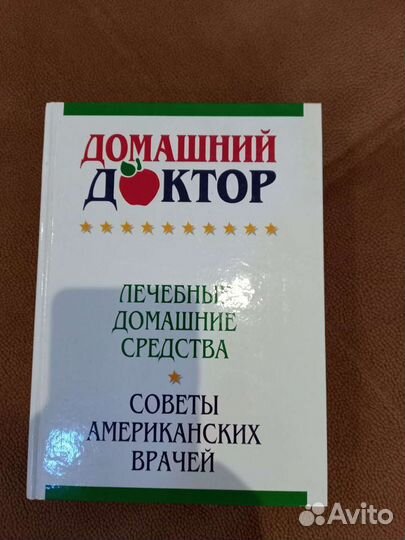 ДОМАШНИЙ
ДОКТОР
ЛЕЧЕБНЫЕ
ДОМАШНИЕ
СРЕДСТВА
СОВЕТЫ
АМЕРИКАНСКИХ
ВРАЧЕЙ
Avito